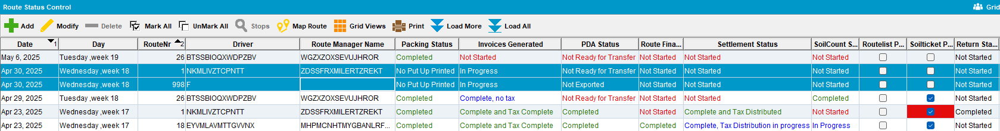 Route Status Control Grid
Add Modify Delete Mark All UnMark All Stops Map Route Grid Views Print Load More Load All
Date 1 Day RouteNr 2 Driver Route Manager Name Packing Status Invoices Generated PDA Status Route Fina... Settlement Status SoilCount S... Routelist P... Soilticket P... Return Sta...
May 6, 2025 Tuesday ,week 19 26 BTSSBIOQXWDPZBV WGZXZOXSEVUJHROR Completed Not Started Not Ready for Transfer Not Started Not Started Not Started Not Started
Apr 30, 2025 Wednesday ,week 18 1 NKMLIVZTCPNTT ZDSSFRXMILERTZREKT No Put Up Printed In Progress Not Ready for Transfer Not Started Not Started Not Started Not Started
Apr 30, 2025 Wednesday ,week 18 998 F No Put Up Printed In Progress Not Exported Not Started Not Started Not Started Not Started
Apr 29, 2025 Tuesday ,week 18 26 BTSSBIOQXWDPZBV WGZXZOXSEVUJHROR Completed Complete, no tax Not Ready for Transfer Not Started Not Started Completed Not Started
Apr 23, 2025 Wednesday ,week 17 1 NKMLIVZTCPNTT ZDSSFRXMILERTZREKT Completed Complete and Tax Complete Completed Not Started Complete and Tax Distributed Not Started Completed
Apr 23, 2025 Wednesday ,week 17 18 EYVMLAVMTTGVVNX MHPMCNHTMYGBANLRF... Completed Complete and Tax Complete Completed Completed Complete, Tax Distribution in progress In Progress Not Started